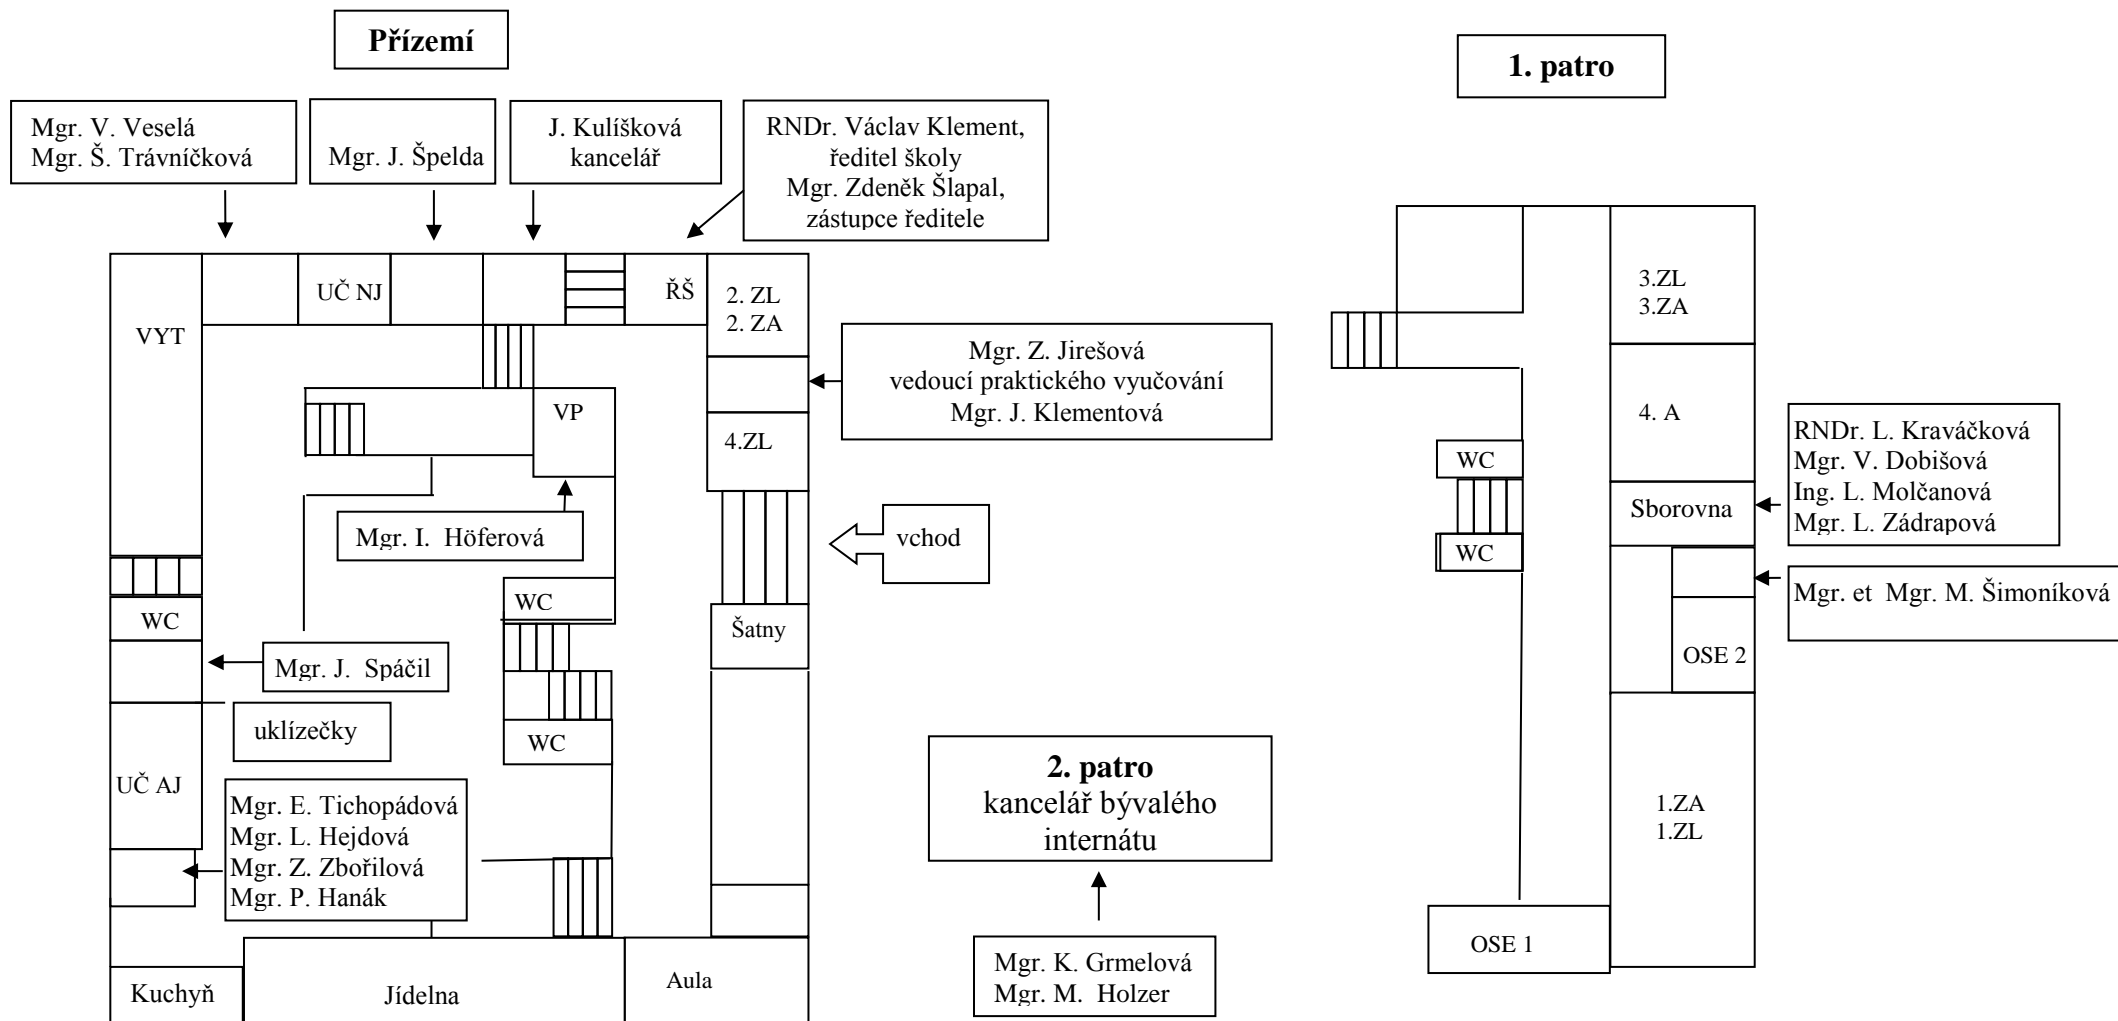 Přízemí
1. patro
Mgr. V. Veselá
Mgr. Š. Trávníčková
Mgr. J. Špelda
J. Kulíšková
kancelář
RNDr. Václav Klement,
ředitel školy
Mgr. Zdeněk Šlapal,
zástupce ředitele
VYT
UČ NJ
ŘŠ
2. ZL
2. ZA
Mgr. Z. Jirešová
vedoucí praktického vyučování
Mgr. J. Klementová
VP
4.ZL
Mgr. I. Höferová
vchod
WC
WC
Šatny
Mgr. J. Spáčil
uklízečky
WC
UČ AJ
Mgr. E. Tichopádová
Mgr. L. Hejdová
Mgr. Z. Zbořilová
Mgr. P. Hanák
Kuchyň
Jídelna
Aula
2. patro
kancelář bývalého
internátu
Mgr. K. Grmelová
Mgr. M. Holzer
3.ZL
3.ZA
4. A
WC
WC
Sborovna
RNDr. L. Kraváčková
Mgr. V. Dobišová
Ing. L. Molčanová
Mgr. L. Zádrapová
Mgr. et Mgr. M. Šimoníková
OSE 2
1.ZA
1.ZL
OSE 1